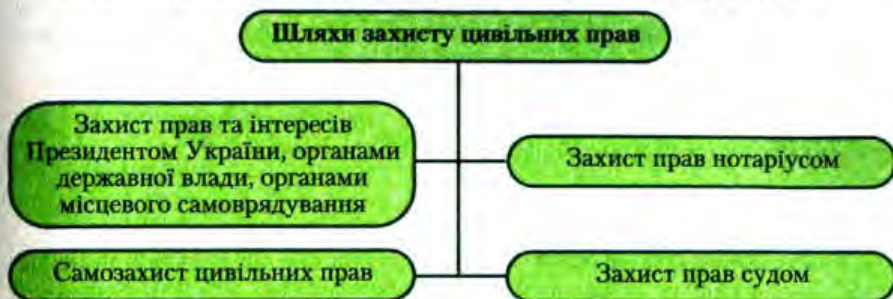 Шляхи захисту цивільних прав
Захист прав та інтересів
Президентом України, органами
державної влади, органами
місцевого самоврядування
Захист прав нотаріусом
Самозахист цивільних прав
Захист прав судом